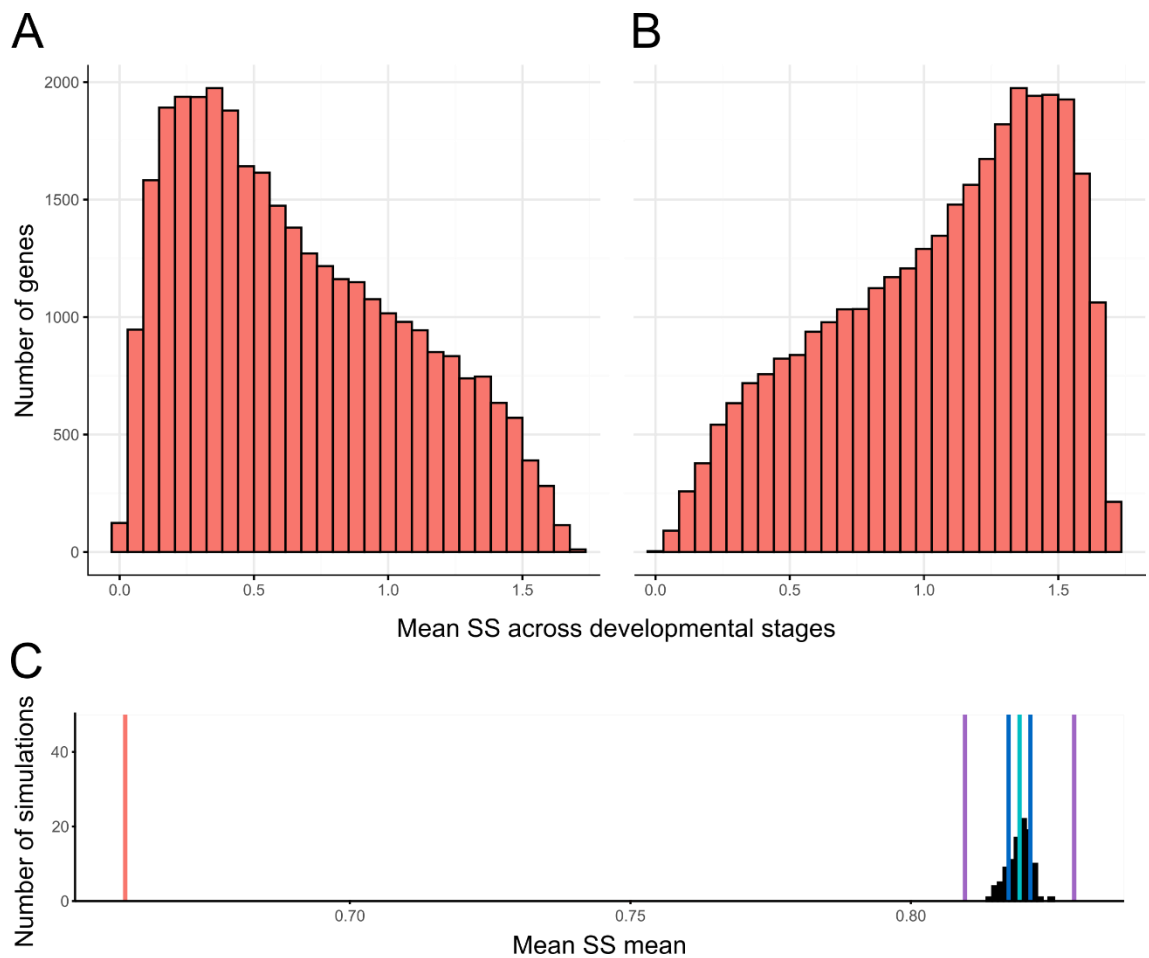 A
B
2000
1500
1000
500
0
Number of genes
0.0 0.5 1.0 1.5
0.0 0.5 1.0 1.5
Mean SS across developmental stages
C
Number of simulations
40
20
0
0.70 0.75 0.80
Mean SS mean